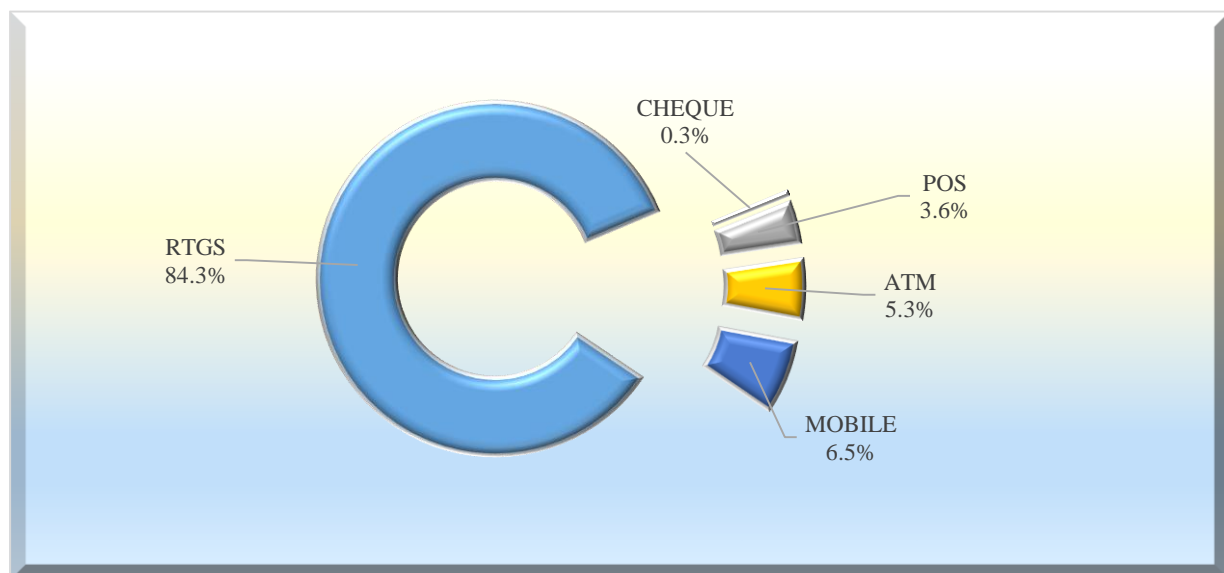 CHEQUE
0.3%
POS
3.6%
RTGS
84.3%
ATM
5.3%
MOBILE
6.5%